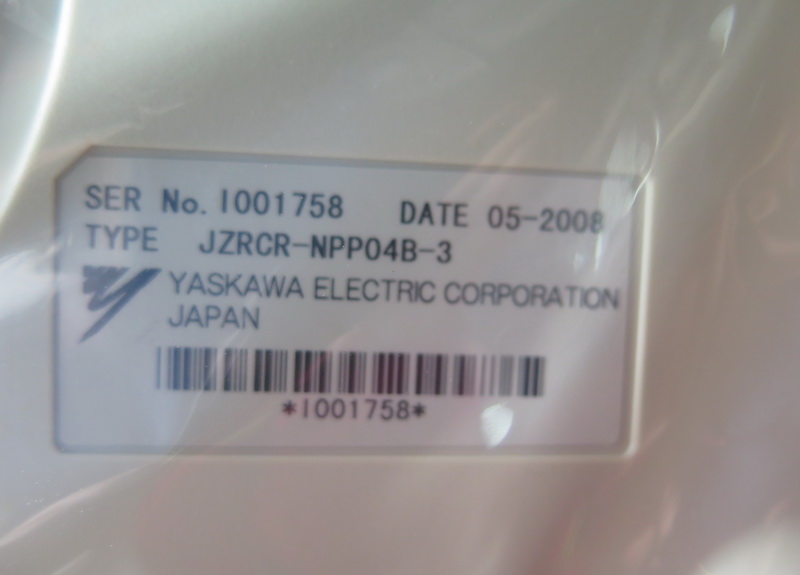 SER No. I001758 DATE 05-2008
TYPE JZRCR-NPP04B-3
YASKAWA ELECTRIC CORPORATION
JAPAN
*I001758*